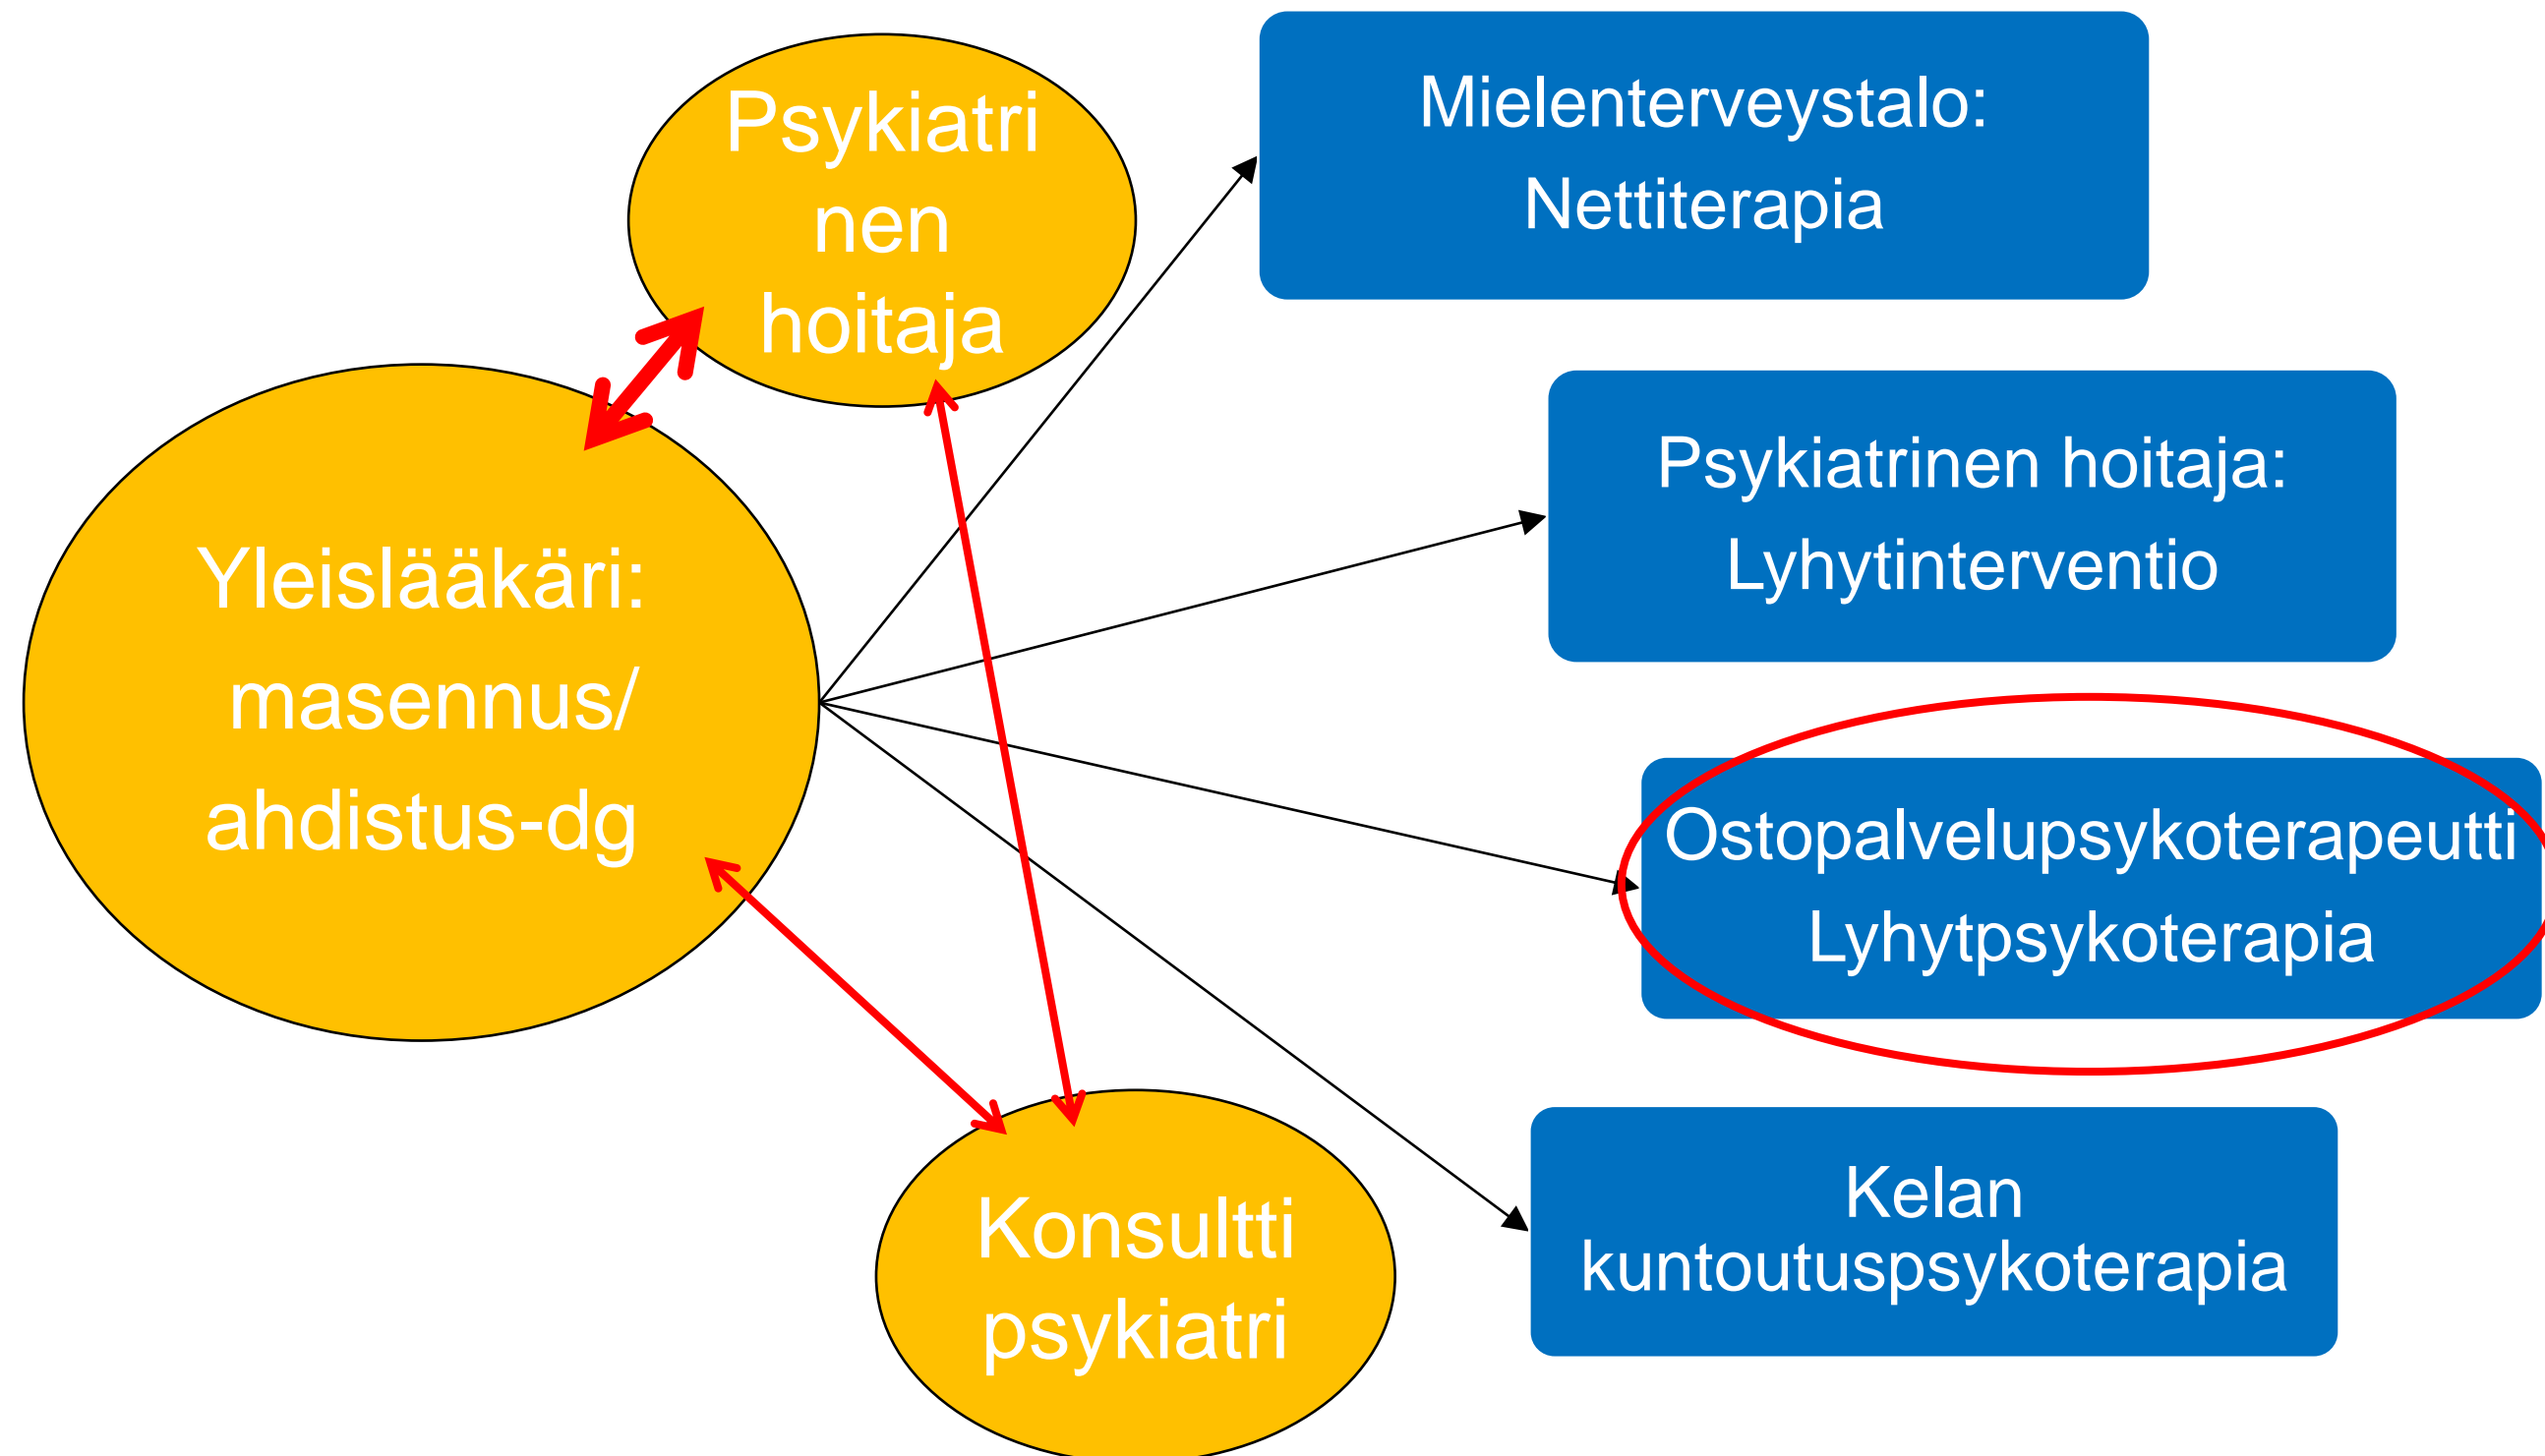 Psykiatri
nen
hoitaja
Yleislääkäri:
masennus/
ahdistus-dg
Konsultti
psykiatri
Mielenterveystalo:
Nettiterapia
Psykiatrinen hoitaja:
Lyhytinterventio
Ostopalvelupsykoterapeutti
Lyhytpsykoterapia
Kelan
kuntoutuspsykoterapia